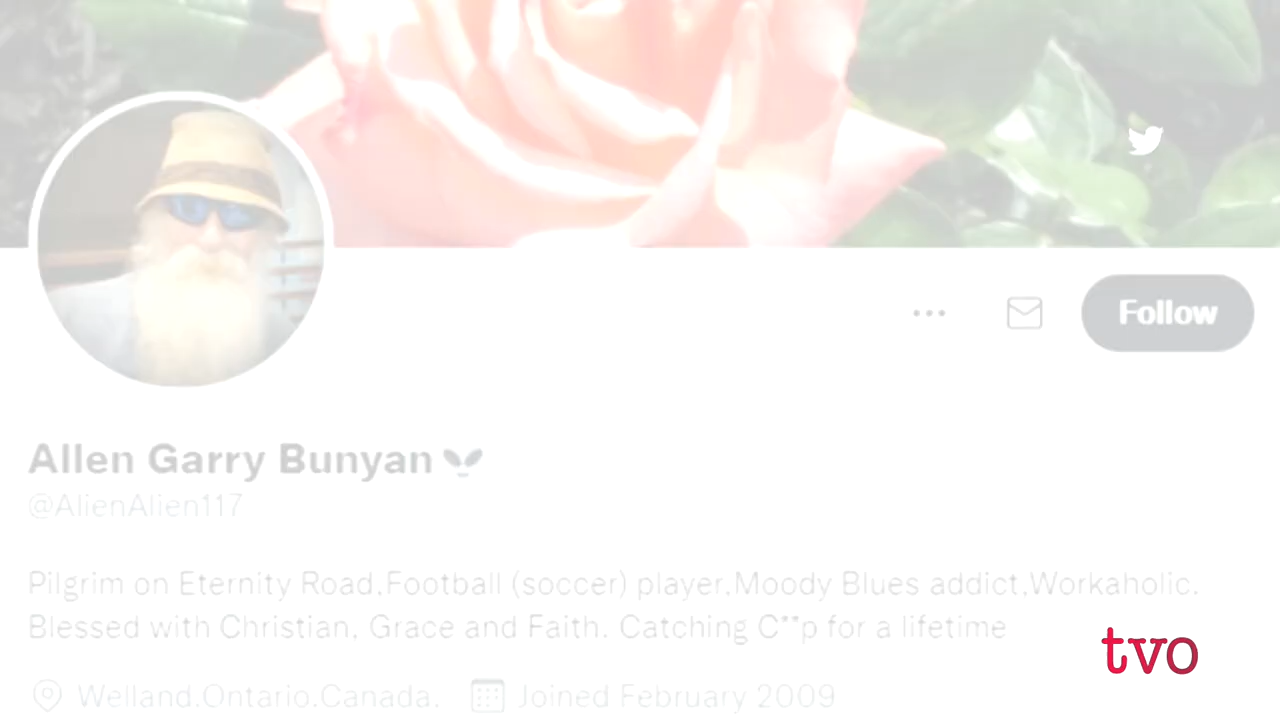 Follow
Allen Garry Bunyan
@AlienAlien117
Pilgrim on Eternity Road.Football (soccer) player.Moody Blues addict,Workaholic.
Blessed with Christian, Grace and Faith. Catching C**p for a lifetime
tvo
Welland.Ontario.Canada. Joined February 2009